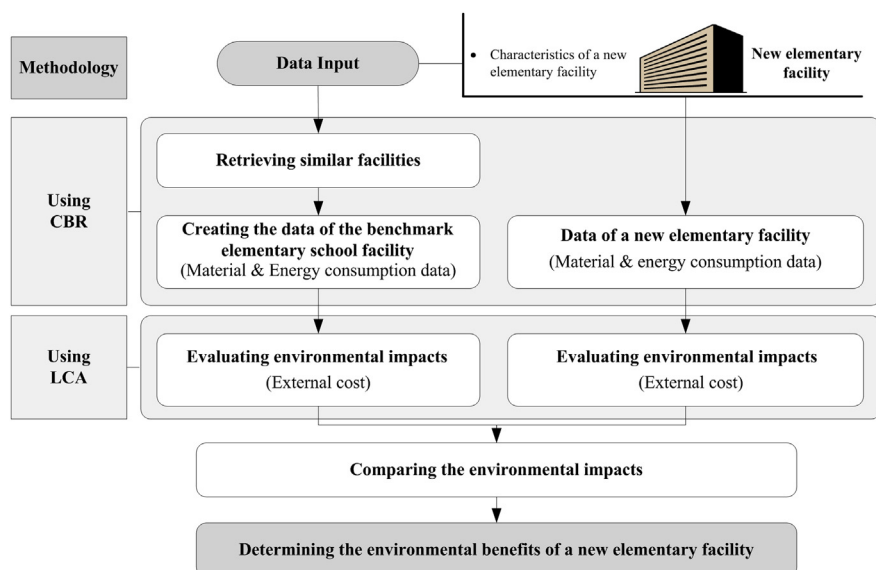 Methodology
Data Input
• Characteristics of a new
elementary facility
New elementary
facility
Using
CBR
Retrieving similar facilities
Creating the data of the benchmark
elementary school facility
(Material & Energy consumption data)
Data of a new elementary facility
(Material & energy consumption data)
Using
LCA
Evaluating environmental impacts
(External cost)
Evaluating environmental impacts
(External cost)
Comparing the environmental impacts
Determining the environmental benefits of a new elementary facility